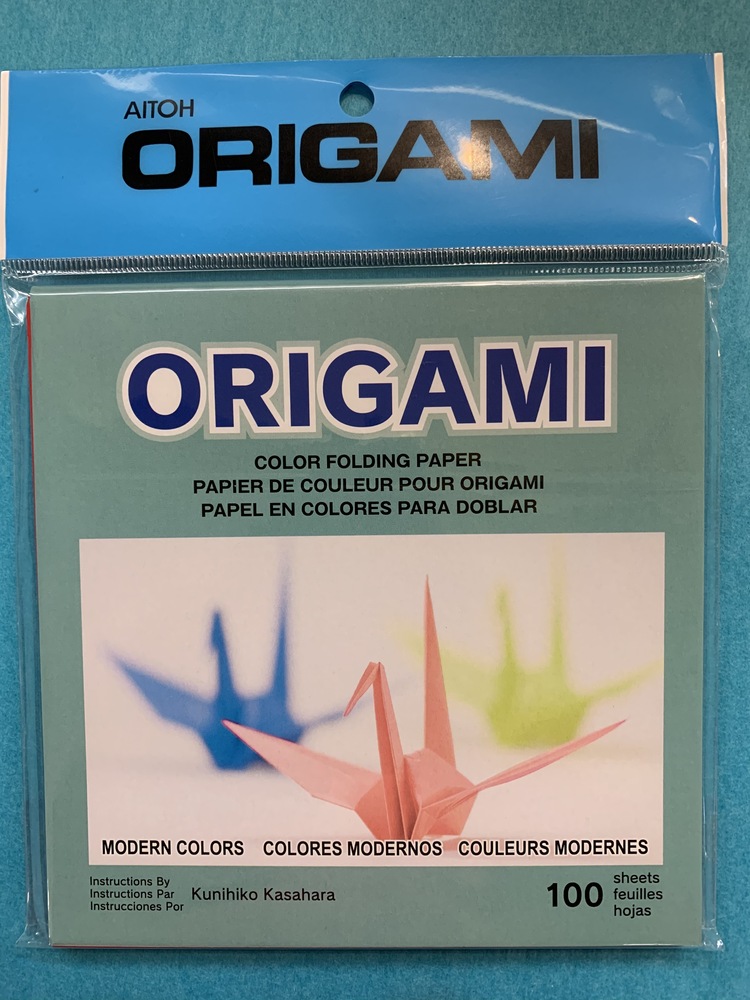 AITOH
ORIGAMI
ORIGAMI
COLOR FOLDING PAPER
PAPIER DE COULEUR POUR ORIGAMI
PAPEL EN COLORES PARA DOBLAR
MODERN COLORS COLORES MODERNOS COULEURS MODERNES
Instructions By
Instructions Par
Instrucciones Por
Kunihiko Kasahara
100
sheets
feuilles
hojas